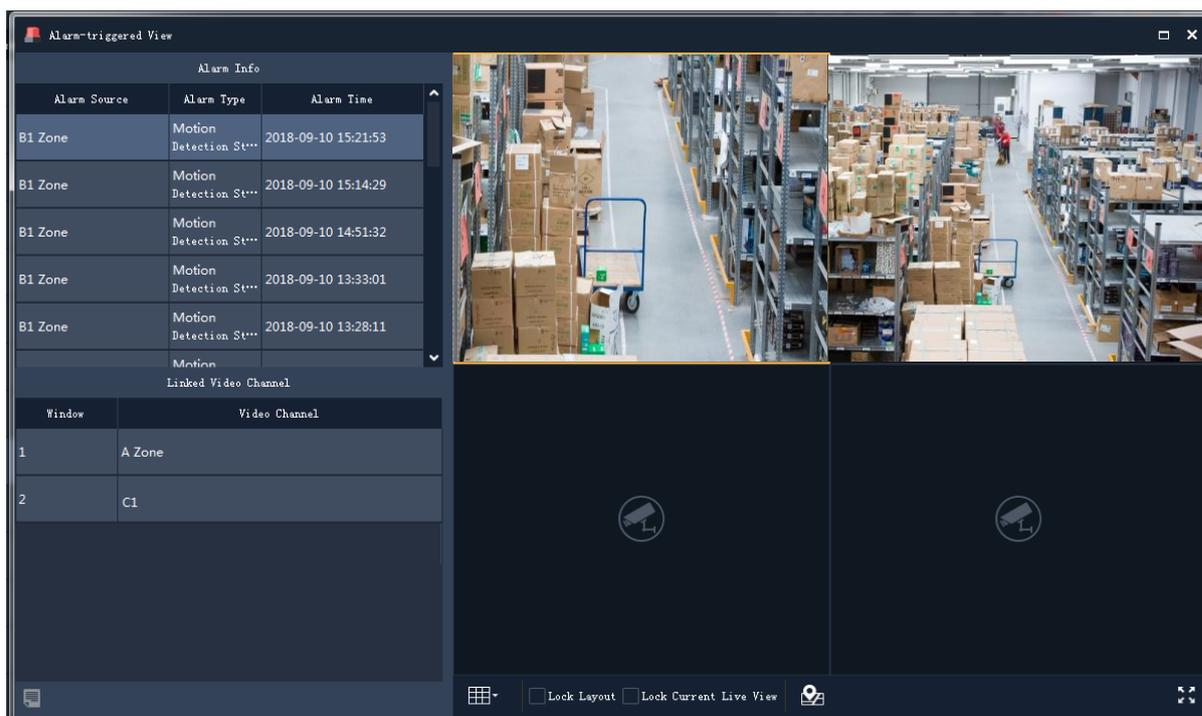 Alarm-triggered View
Alarm Info
Alarm Source Alarm Type Alarm Time
B1 Zone Motion Detection St··· 2018-09-10 15:21:53
B1 Zone Motion Detection St··· 2018-09-10 15:14:29
B1 Zone Motion Detection St··· 2018-09-10 14:51:32
B1 Zone Motion Detection St··· 2018-09-10 13:33:01
B1 Zone Motion Detection St··· 2018-09-10 13:28:11
Motion
Linked Video Channel
Window Video Channel
1 A Zone
2 C1
Lock Layout Lock Current Live View